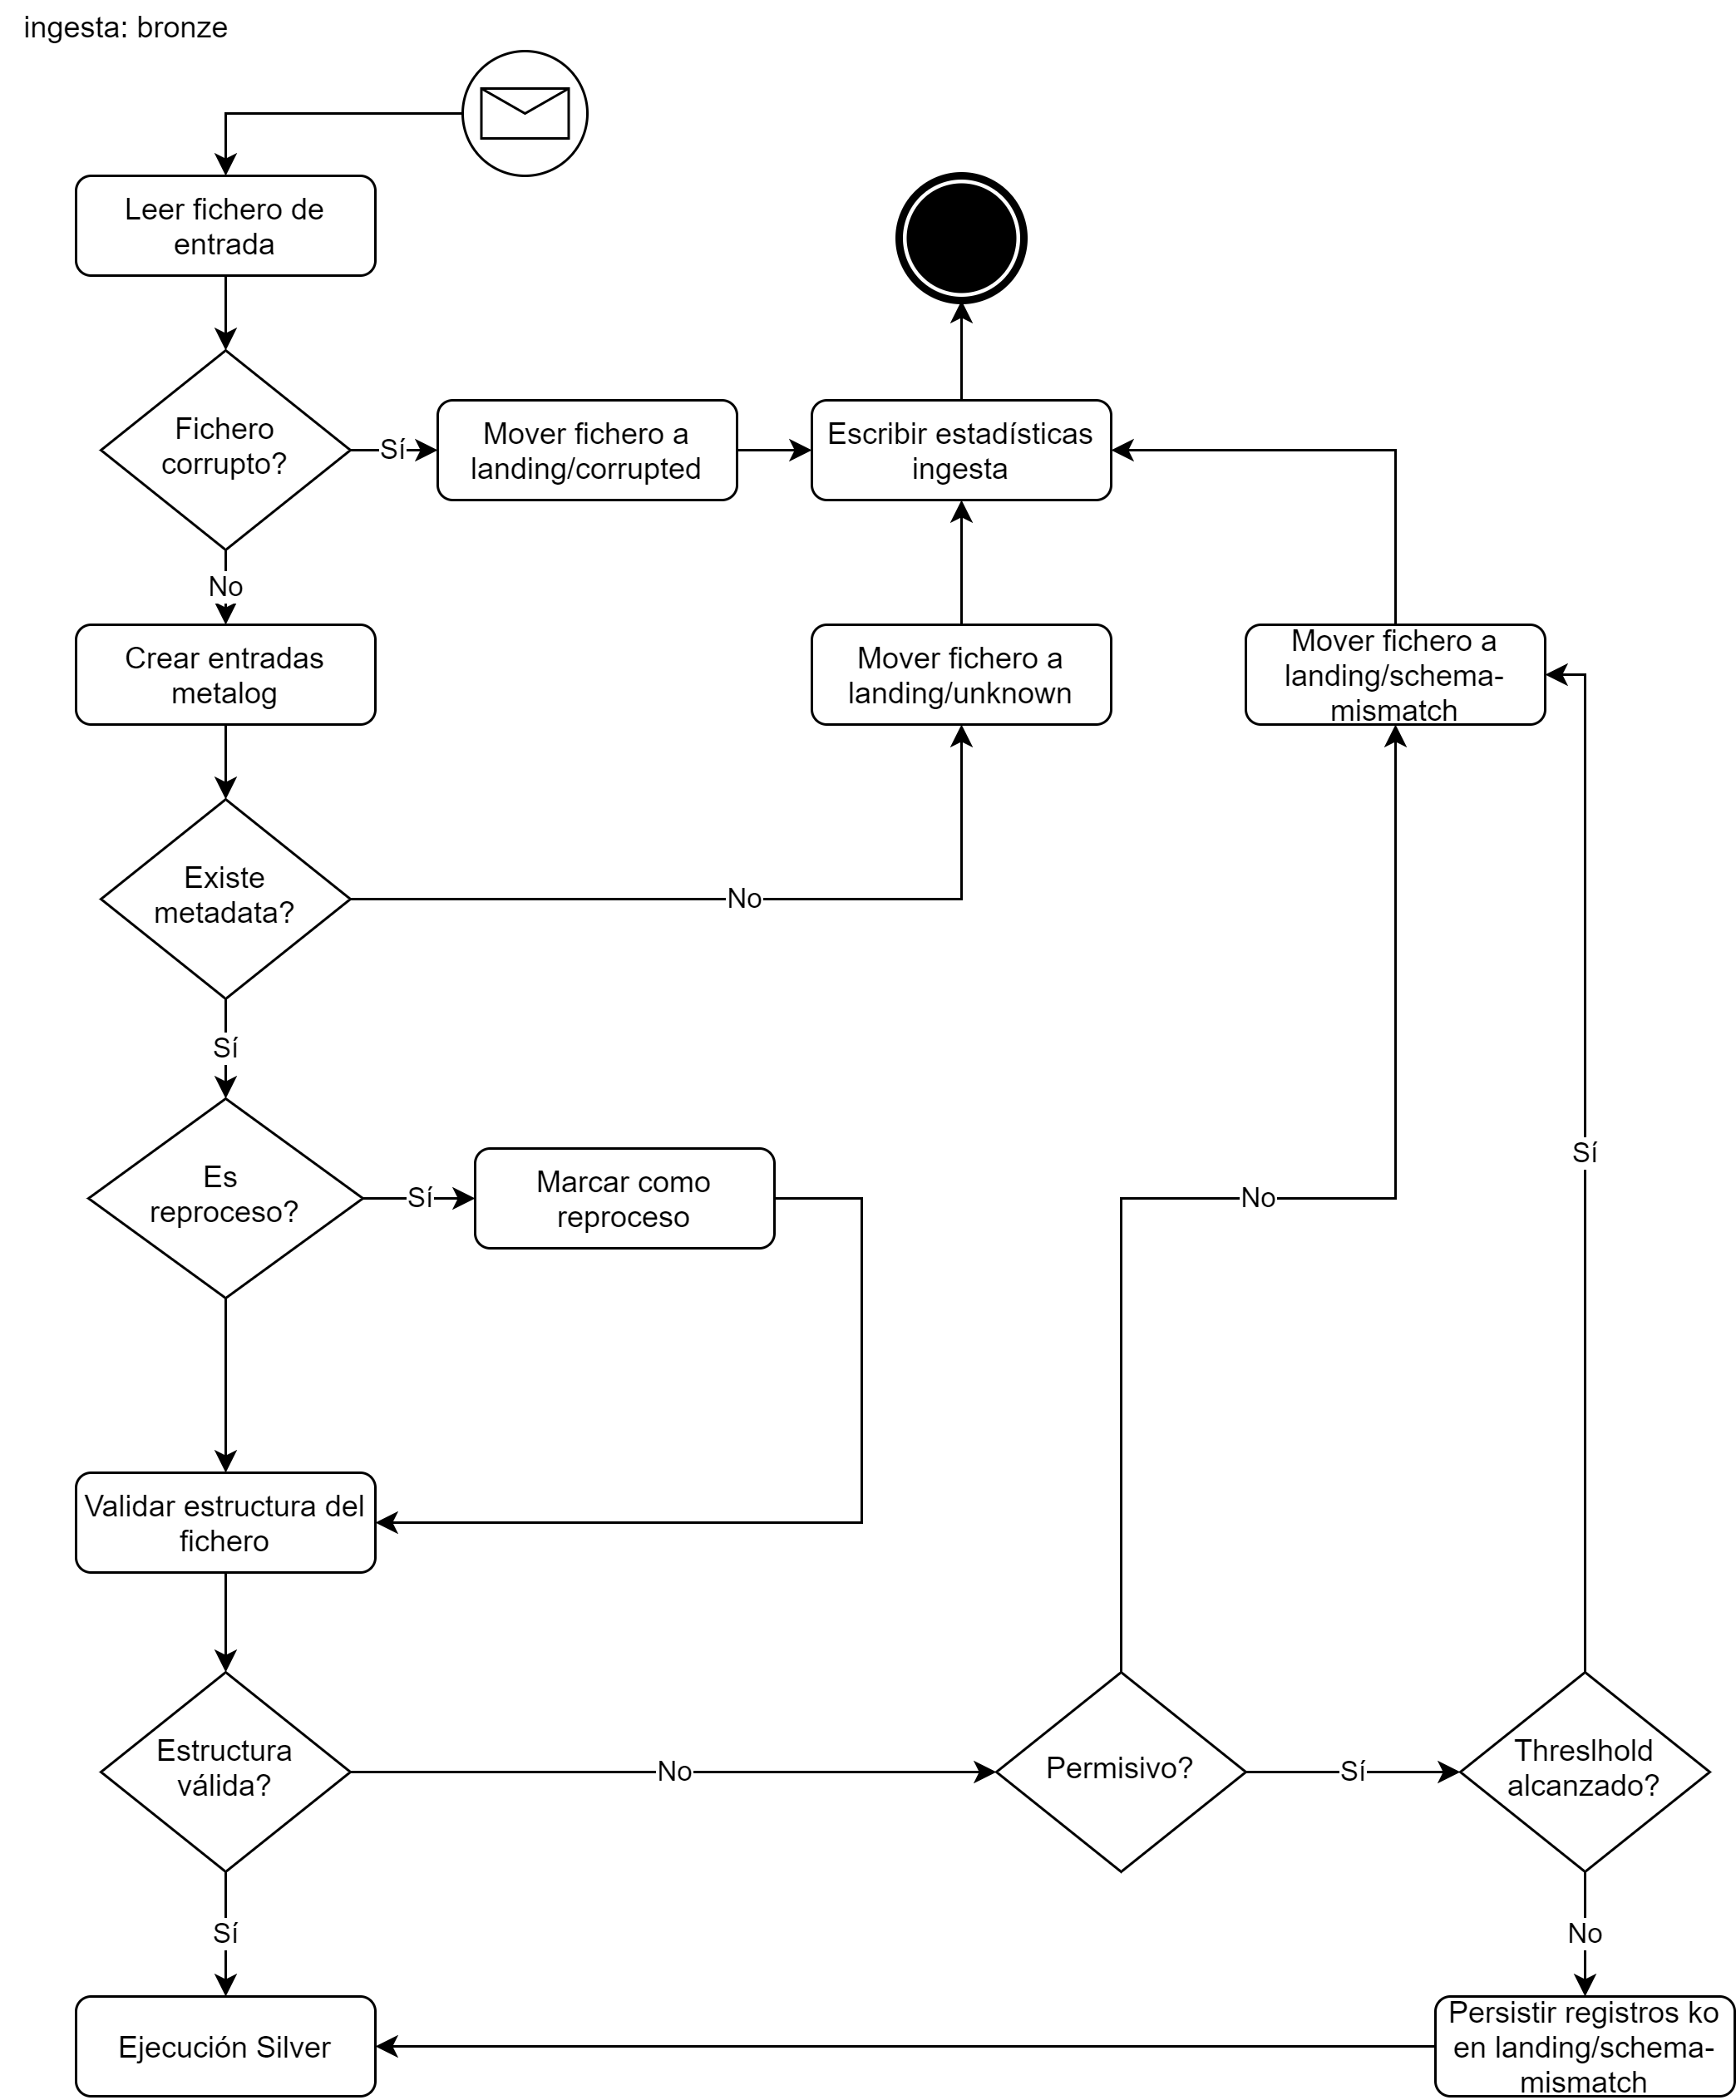 ingesta: bronze
Leer fichero de
entrada
Fichero
corrupto?
Sí
Mover fichero a
landing/corrupted
Escribir estadísticas
ingesta
No
Crear entradas
metalog
Mover fichero a
landing/unknown
Mover fichero a
landing/schema-
mismatch
Existe
metadata?
No
Sí
Es
reproceso?
Sí
Marcar como
reproceso
No
Sí
Validar estructura del
fichero
Estructura
válida?
No
Permisivo?
Sí
Threslhold
alcanzado?
Sí
No
Ejecución Silver
Persistir registros ko
en landing/schema-
mismatch